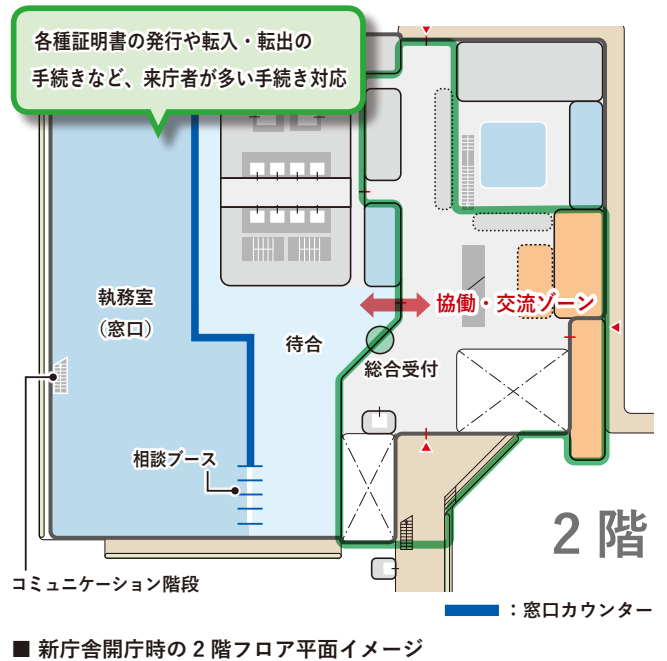 各種証明書の発行や転入・転出の
手続きなど、来庁者が多い手続き対応
執務室
（窓口）
待合
協働・交流ゾーン
総合受付
相談ブース
コミュニケーション階段
2 階
：窓口カウンター
■ 新庁舎開庁時の 2 階フロア平面イメージ